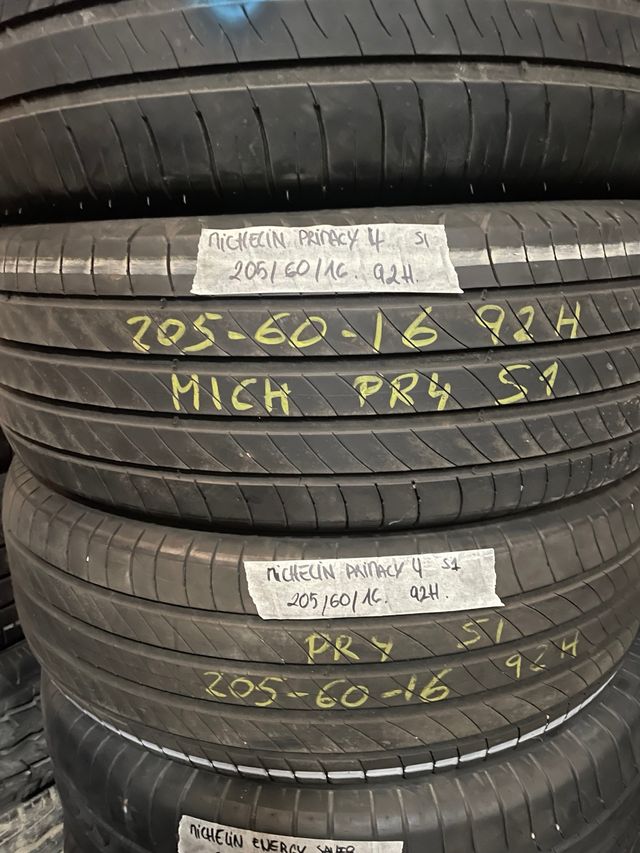 MICHELIN PRIMACY 4 S1
205/60/16. 92H.
205-60-16 92H
MICH PR4 S1
MICHELIN PRIMACY 4 S1
205/60/16. 92H.
PR4 S1
205-60-16 92H
MICHELIN ENERGY SAVER